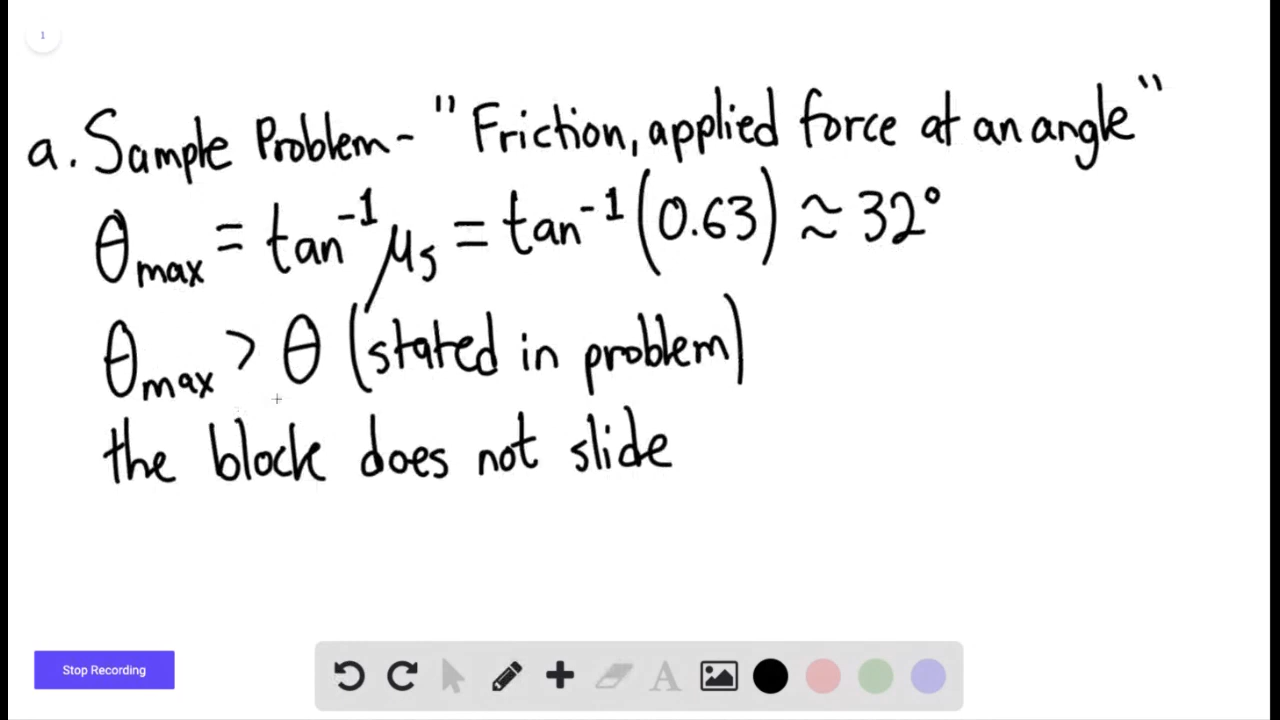 1
a. Sample Problem - "Friction, applied force at an angle"
θmax = tan⁻¹ μs = tan⁻¹ (0.63) ≈ 32°
θmax > θ (stated in problem)
the block does not slide
Stop Recording
A